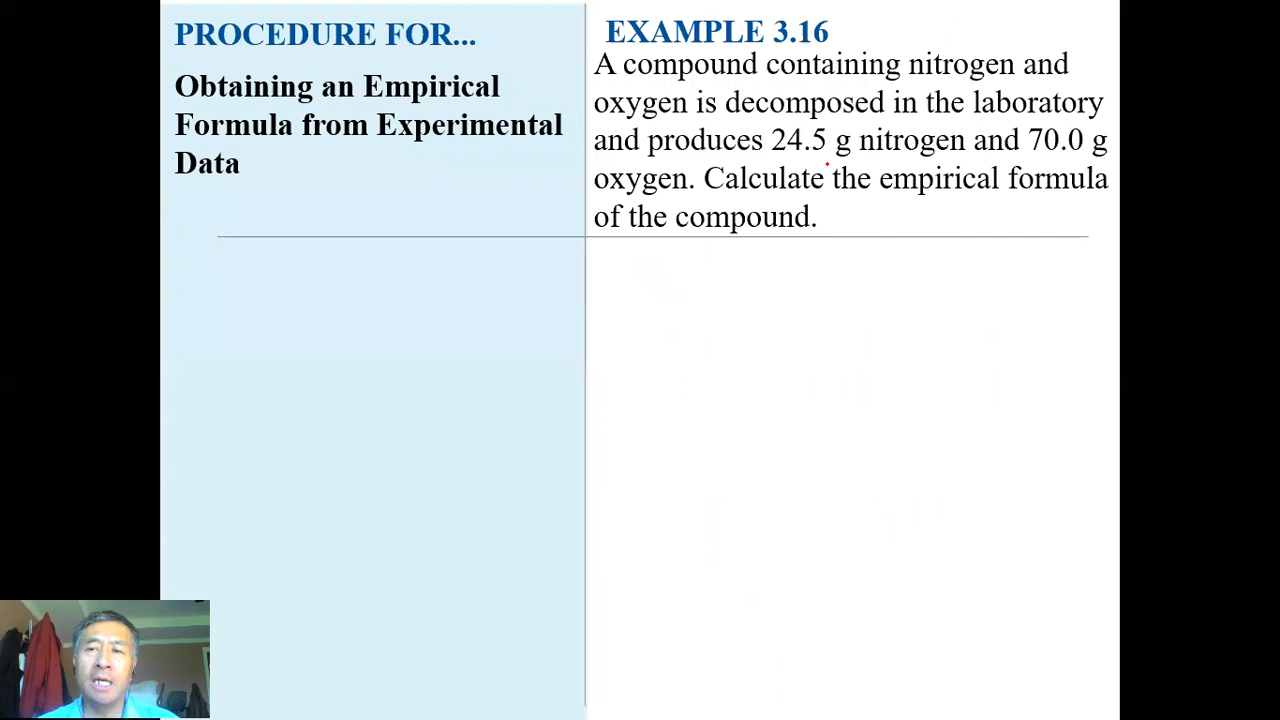 PROCEDURE FOR...
Obtaining an Empirical
Formula from Experimental
Data
EXAMPLE 3.16
A compound containing nitrogen and
oxygen is decomposed in the laboratory
and produces 24.5 g nitrogen and 70.0 g
oxygen. Calculate the empirical formula
of the compound.